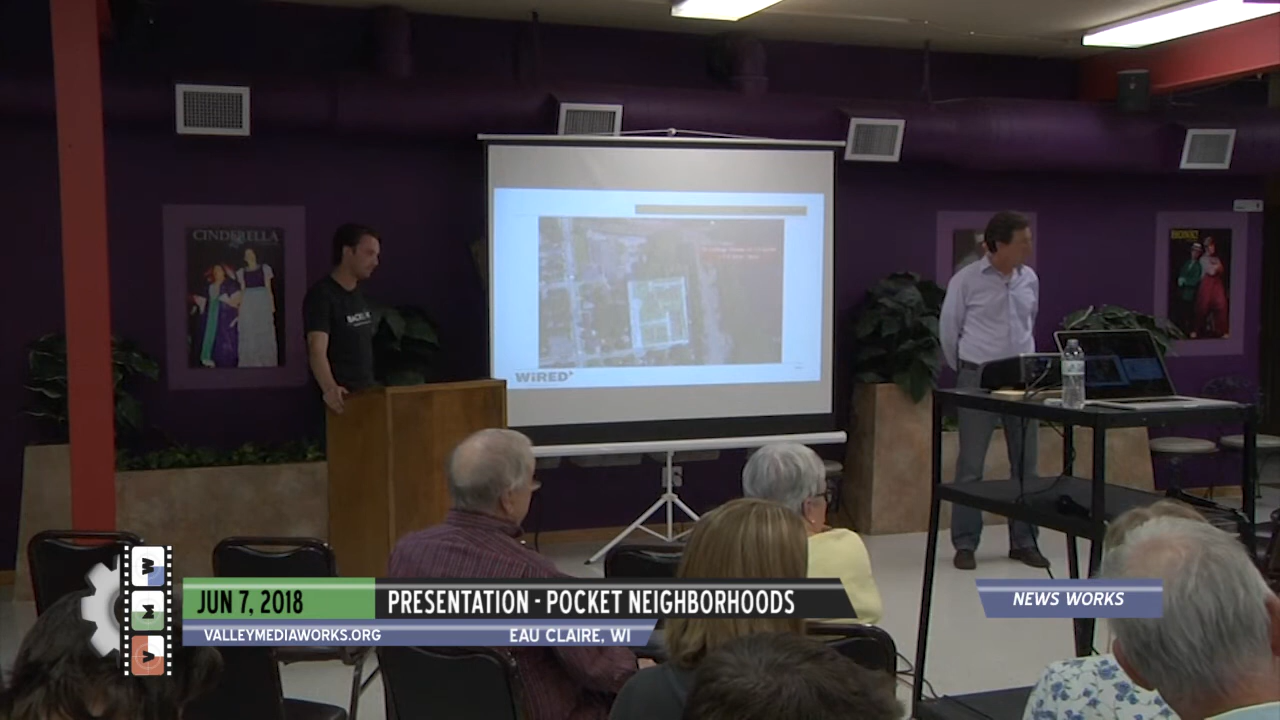 CINDERELLA
WiRED
W
M
V
JUN 7, 2018
PRESENTATION - POCKET NEIGHBORHOODS
NEWS WORKS
VALLEYMEDIAWORKS.ORG
EAU CLAIRE, WI